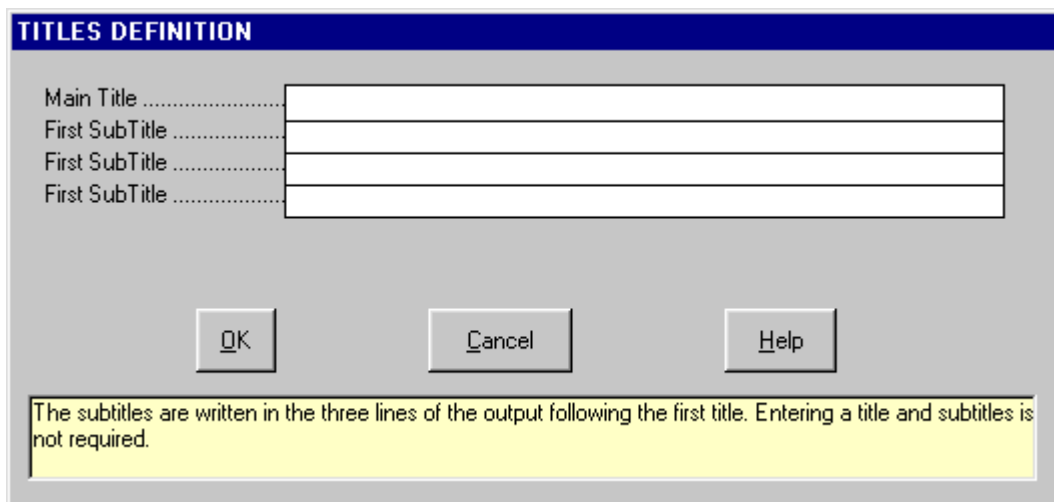 TITLES DEFINITION
Main Title ........................
First SubTitle ...................
First SubTitle ...................
First SubTitle ...................
OK
Cancel
Help
The subtitles are written in the three lines of the output following the first title. Entering a title and subtitles is
not required.